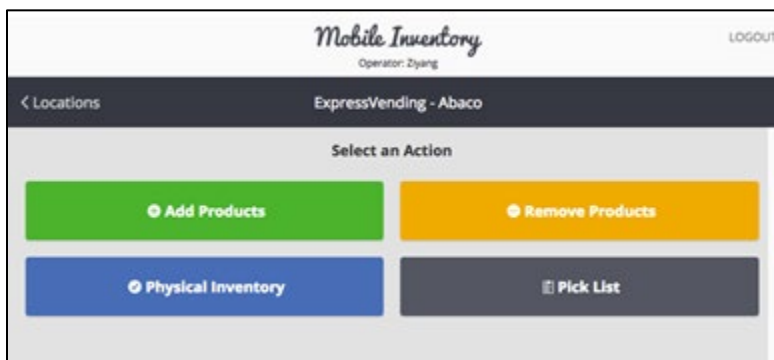 Mobile Inventory
LOGOUT
Operator: Ziyang
< Locations
ExpressVending - Abaco
Select an Action
Add Products
Remove Products
Physical Inventory
Pick List